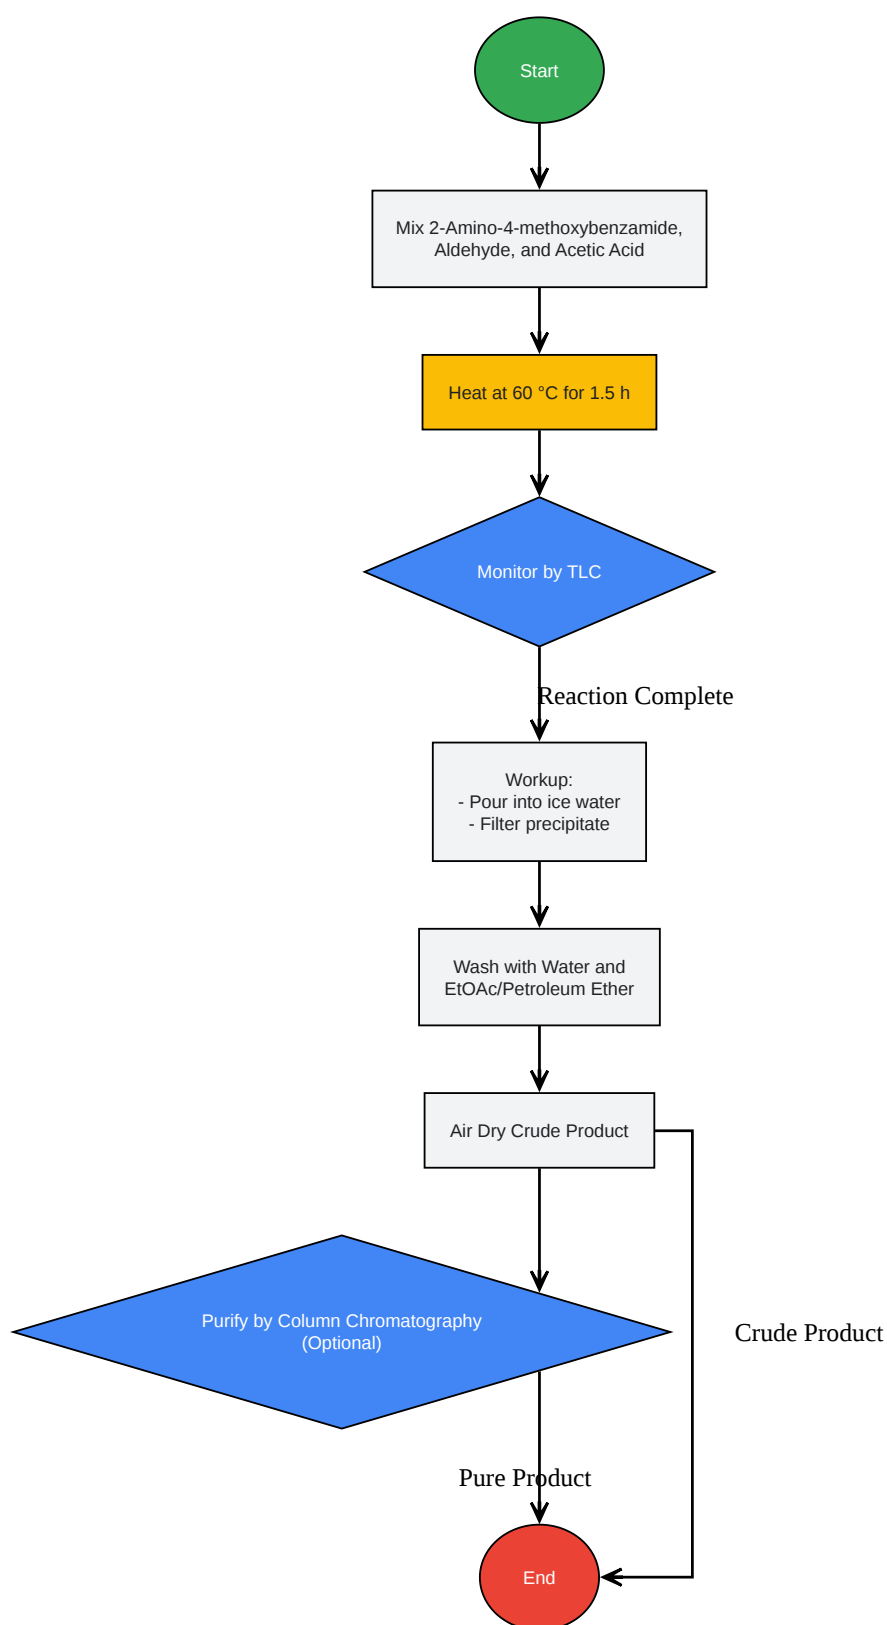 Start
Mix 2-Amino-4-methoxybenzamide,
Aldehyde, and Acetic Acid
Heat at 60 °C for 1.5 h
Monitor by TLC
Reaction Complete
Workup:
- Pour into ice water
- Filter precipitate
Wash with Water and
EtOAc/Petroleum Ether
Air Dry Crude Product
Purify by Column Chromatography
(Optional)
Crude Product
Pure Product
End